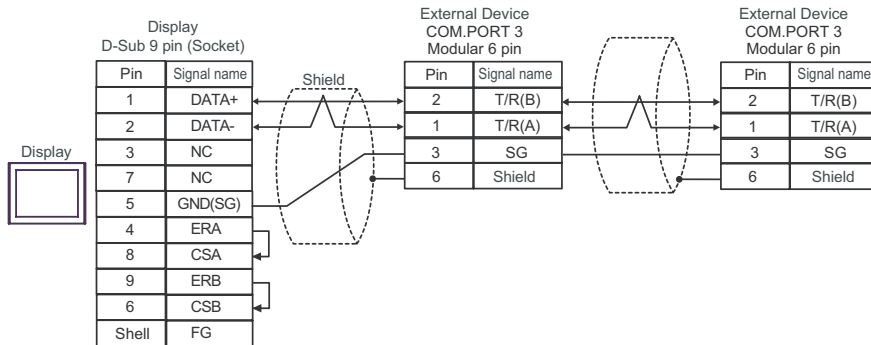 Display
D-Sub 9 pin (Socket)
External Device
COM.PORT 3
Modular 6 pin
External Device
COM.PORT 3
Modular 6 pin
Display
Shield
Pin Signal name
1 DATA+
2 DATA-
3 NC
7 NC
5 GND(SG)
4 ERA
8 CSA
9 ERB
6 CSB
Shell FG
Pin Signal name
2 T/R(B)
1 T/R(A)
3 SG
6 Shield
Pin Signal name
2 T/R(B)
1 T/R(A)
3 SG
6 Shield